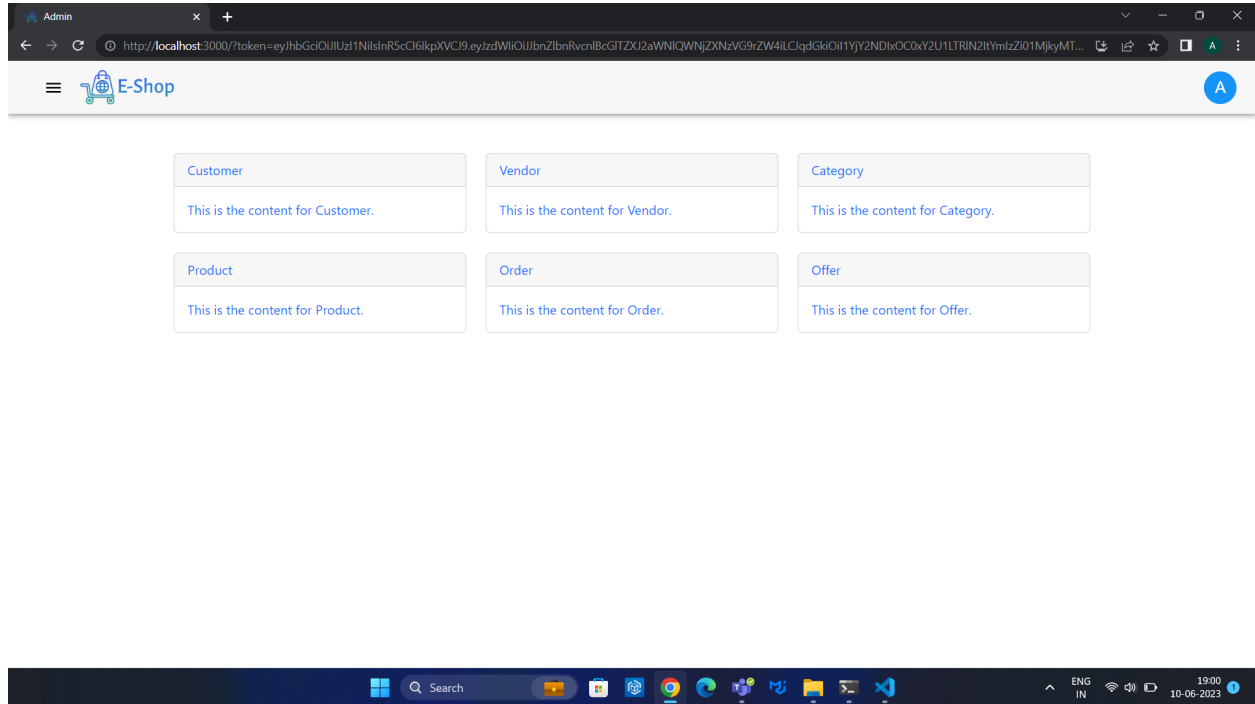 Admin
http://localhost:3000/?token=
E-Shop
A
A
Customer
Vendor
Category
This is the content for Customer.
This is the content for Vendor.
This is the content for Category.
Product
Order
Offer
This is the content for Product.
This is the content for Order.
This is the content for Offer.
Search
ENG
IN
19:00
10-06-2023
1